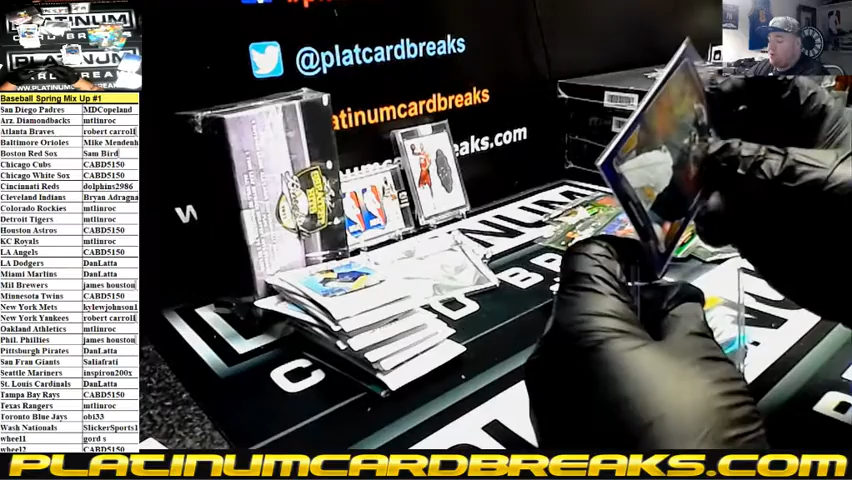 PLATINUM
@platcardbreaks
latinumcardbreaks
eaks.com
W
Baseball Spring Mix Up #1
San Diego Padres MDCopeland
Arz. Diamondbacks mtlinroc
Atlanta Braves robert carroll
Baltimore Orioles Mike Mendenh
Boston Red Sox Sam Bird
Chicago Cubs CABD5150
Chicago White Sox CABD5150
Cincinnati Reds dolphins2986
Cleveland Indians Bryan Adragna
Colorado Rockies mtlinroc
Detroit Tigers mtlinroc
Houston Astros CABD5150
KC Royals mtlinroc
LA Angels CABD5150
LA Dodgers DanLatta
Miami Marlins DanLatta
Mil Brewers james houston
Minnesota Twins CABD5150
New York Mets kylewjohnson1
New York Yankees robert carroll
Oakland Athletics mtlinroc
Phil. Phillies james houston
Pittsburgh Pirates DanLatta
San Fran Giants Saliafrati
Seattle Mariners inspiron200x
St. Louis Cardinals DanLatta
Tampa Bay Rays CABD5150
Texas Rangers mtlinroc
Toronto Blue Jays obi33
Wash Nationals SlickerSports1
wheel1 gord s
wheel2 CABD5150
PLATINUMCARDBREAKS.COM